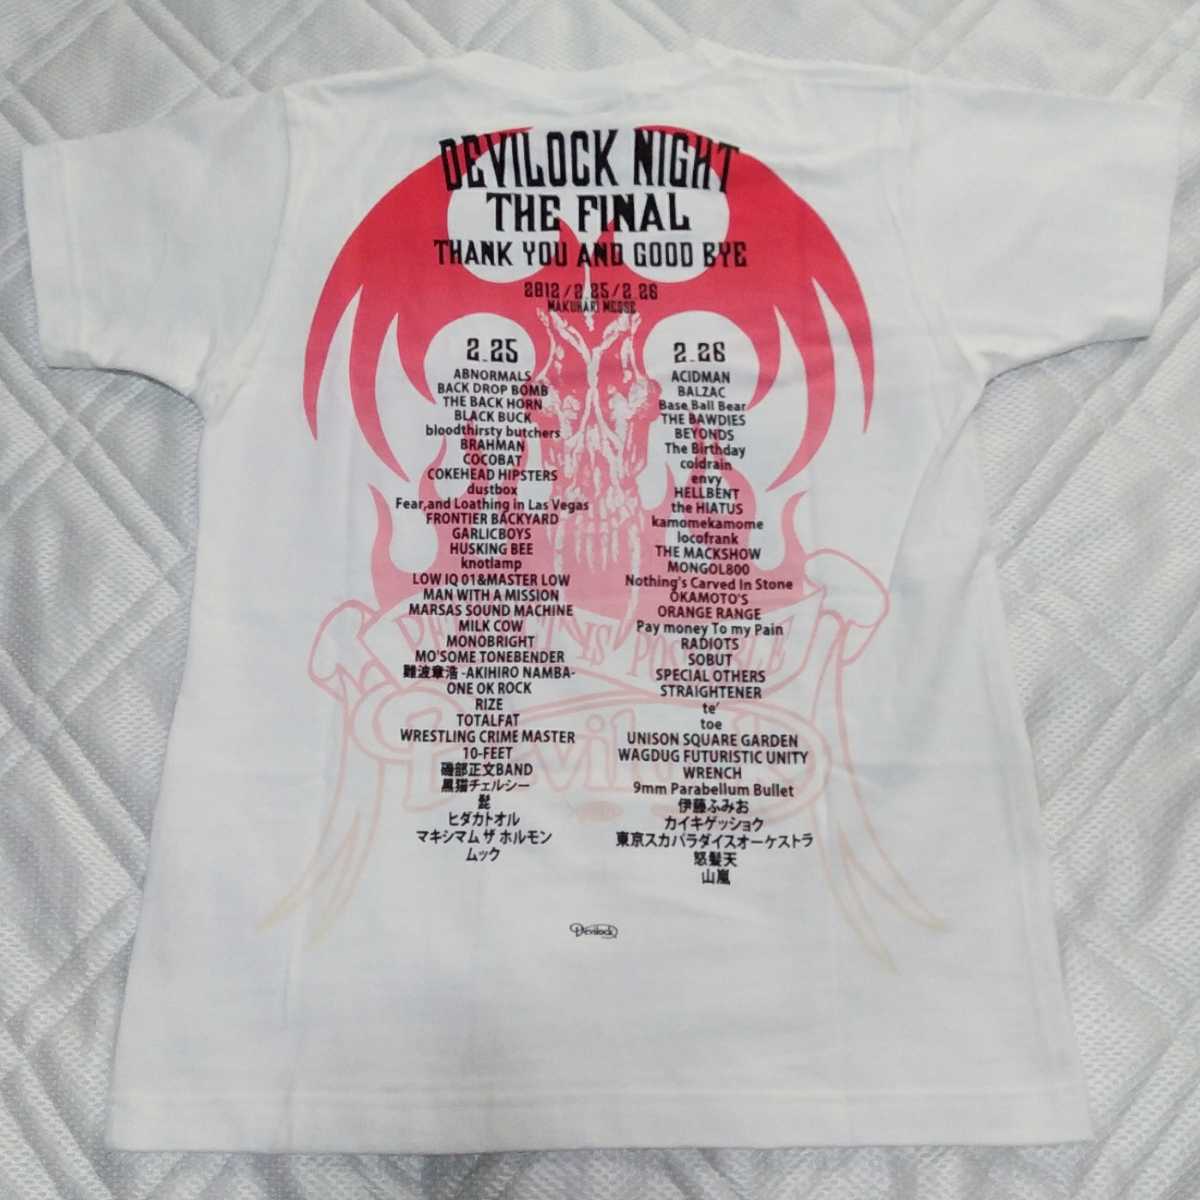 DEVILOCK NIGHT
THE FINAL
THANK YOU AND GOOD BYE
2012/2.25/2.26
MAKUHARI MESSE
2.25
ABNORMALS
BACK DROP BOMB
THE BACK HORN
BLACK BUCK
bloodthirsty butchers
BRAHMAN
COCOBAT
COKEHEAD HIPSTERS
dustbox
Fear,and Loathing in Las Vegas
FRONTIER BACKYARD
GARLICBOYS
HUSKING BEE
knotlamp
LOW IQ 01&MASTER LOW
MAN WITH A MISSION
MARSAS SOUND MACHINE
MILK COW
MONOBRIGHT
MO'SOME TONEBENDER
難波章浩 -AKIHIRO NAMBA-
ONE OK ROCK
RIZE
TOTALFAT
WRESTLING CRIME MASTER
10-FEET
磯部正文BAND
黒猫チェルシー
髭
ヒダカトオル
マキシマム ザ ホルモン
ムック
2.26
ACIDMAN
BALZAC
Base Ball Bear
THE BAWDIES
BEYONDS
The Birthday
coldrain
envy
HELLBENT
the HIATUS
kamomekamome
locofrank
THE MACKSHOW
MONGOL800
Nothing's Carved In Stone
OKAMOTO'S
ORANGE RANGE
Pay money To my Pain
RADIOTS
SOBUT
SPECIAL OTHERS
STRAIGHTENER
te'
toe
UNISON SQUARE GARDEN
WAGDUG FUTURISTIC UNITY
WRENCH
9mm Parabellum Bullet
伊藤ふみお
カイキゲッショク
東京スカパラダイスオーケストラ
怒髪天
山嵐
IS POSSIBLE
Devilock
Devilock